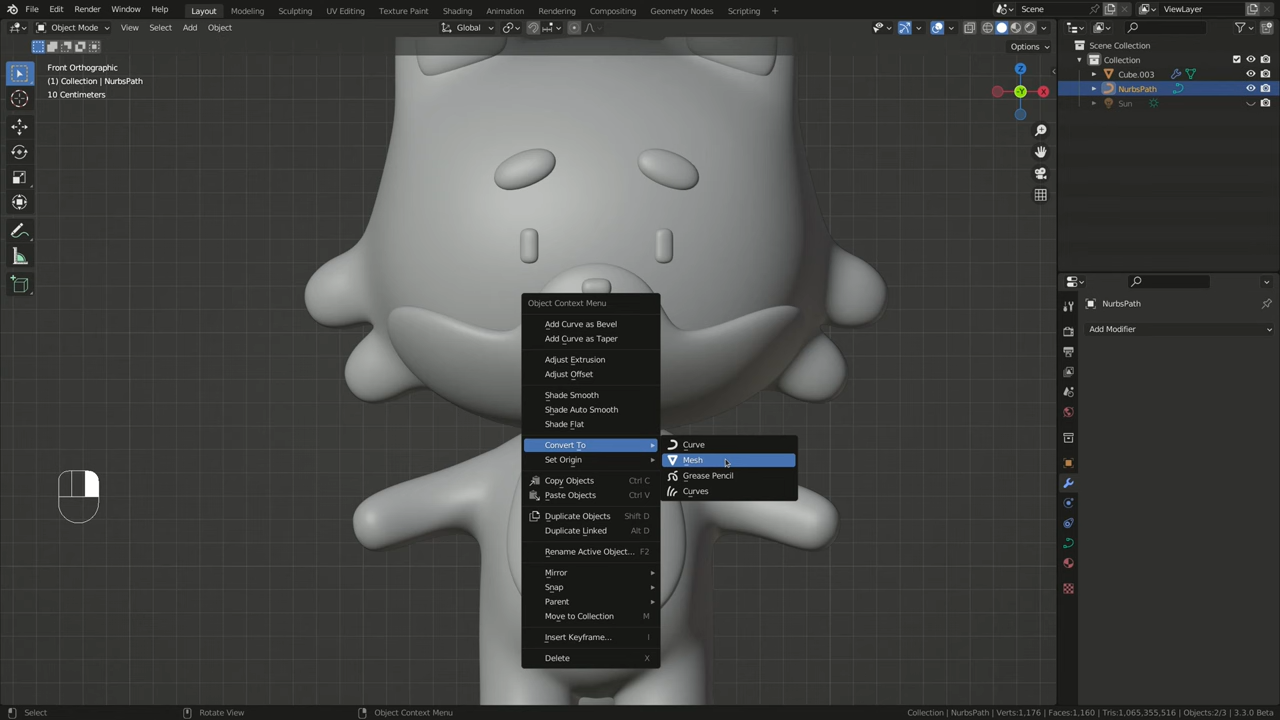 File Edit Render Window Help Layout Modeling Sculpting UV Editing Texture Paint Shading Animation Rendering Compositing Geometry Nodes Scripting + Scene ViewLayer
Object Mode View Select Add Object Global
Options
Front Orthographic
(1) Collection | NurbsPath
10 Centimeters
Z
-Y
X
Scene Collection
Collection
Cube.003
NurbsPath
Sun
NurbsPath
Add Modifier
Object Context Menu
Add Curve as Bevel
Add Curve as Taper
Adjust Extrusion
Adjust Offset
Shade Smooth
Shade Auto Smooth
Shade Flat
Convert To
Set Origin
Copy Objects Ctrl C
Paste Objects Ctrl V
Duplicate Objects Shift D
Duplicate Linked Alt D
Rename Active Object... F2
Mirror
Snap
Parent
Move to Collection M
Insert Keyframe... I
Delete X
Curve
Mesh
Grease Pencil
Curves
Select Rotate View Object Context Menu Collection | NurbsPath | Verts:1,176 | Faces:1,160 | Tris:1,065,355,516 | Objects:2/3 | 3.3.0 Beta